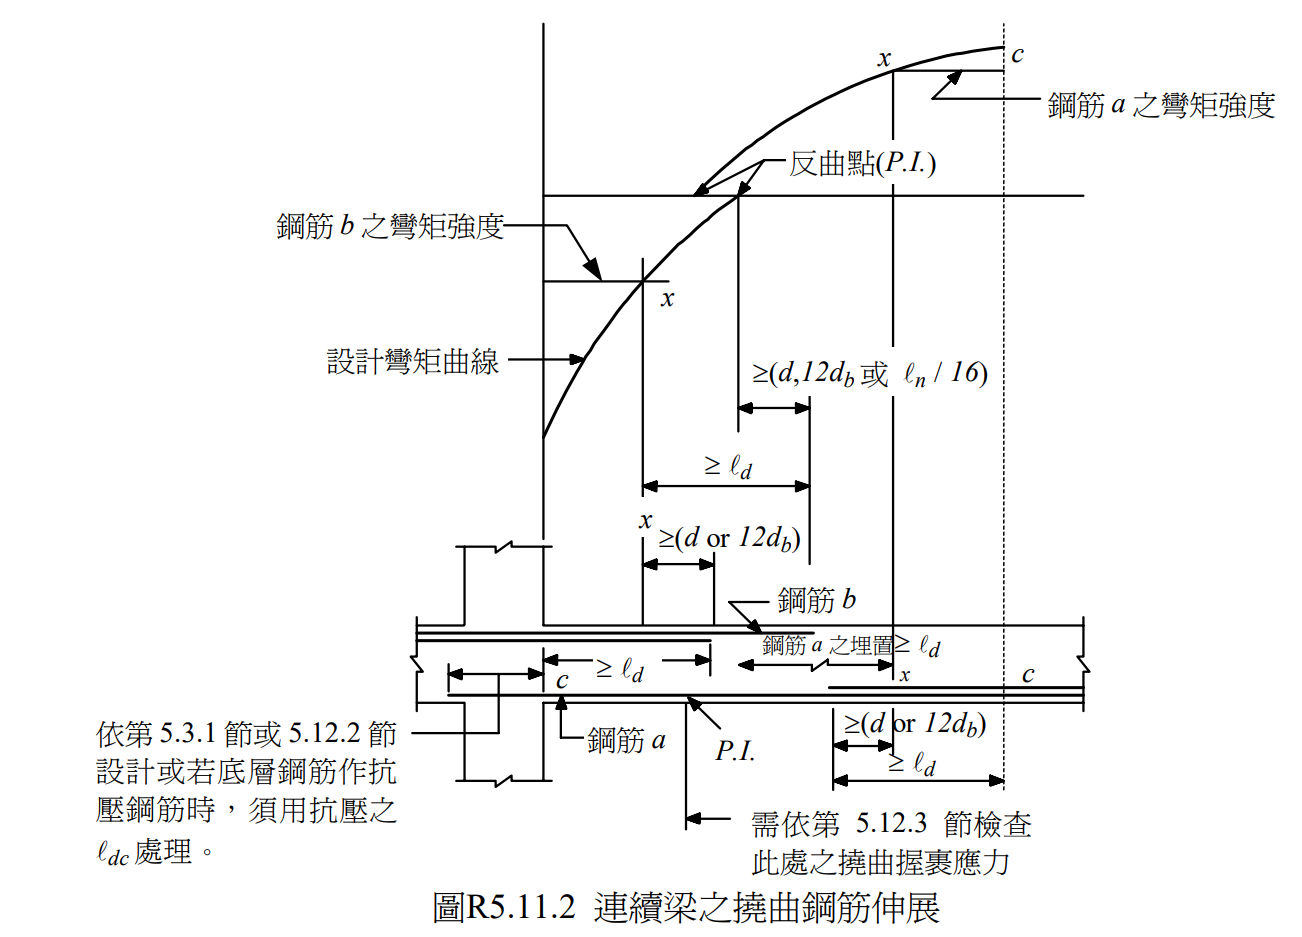 x
c
鋼筋 a 之彎矩強度
反曲點(P.I.)
鋼筋 b 之彎矩強度
x
設計彎矩曲線
≥(d,12db 或 ℓn / 16)
≥ ℓd
x
≥(d or 12db)
鋼筋 b
鋼筋 a 之埋置≥ ℓd
≥ ℓd
c
x
c
依第 5.3.1 節或 5.12.2 節
設計或若底層鋼筋作抗
壓鋼筋時，須用抗壓之
ℓdc 處理。
鋼筋 a
P.I.
≥(d or 12db)
≥ ℓd
需依第 5.12.3 節檢查
此處之撓曲握裹應力
圖R5.11.2 連續梁之撓曲鋼筋伸展